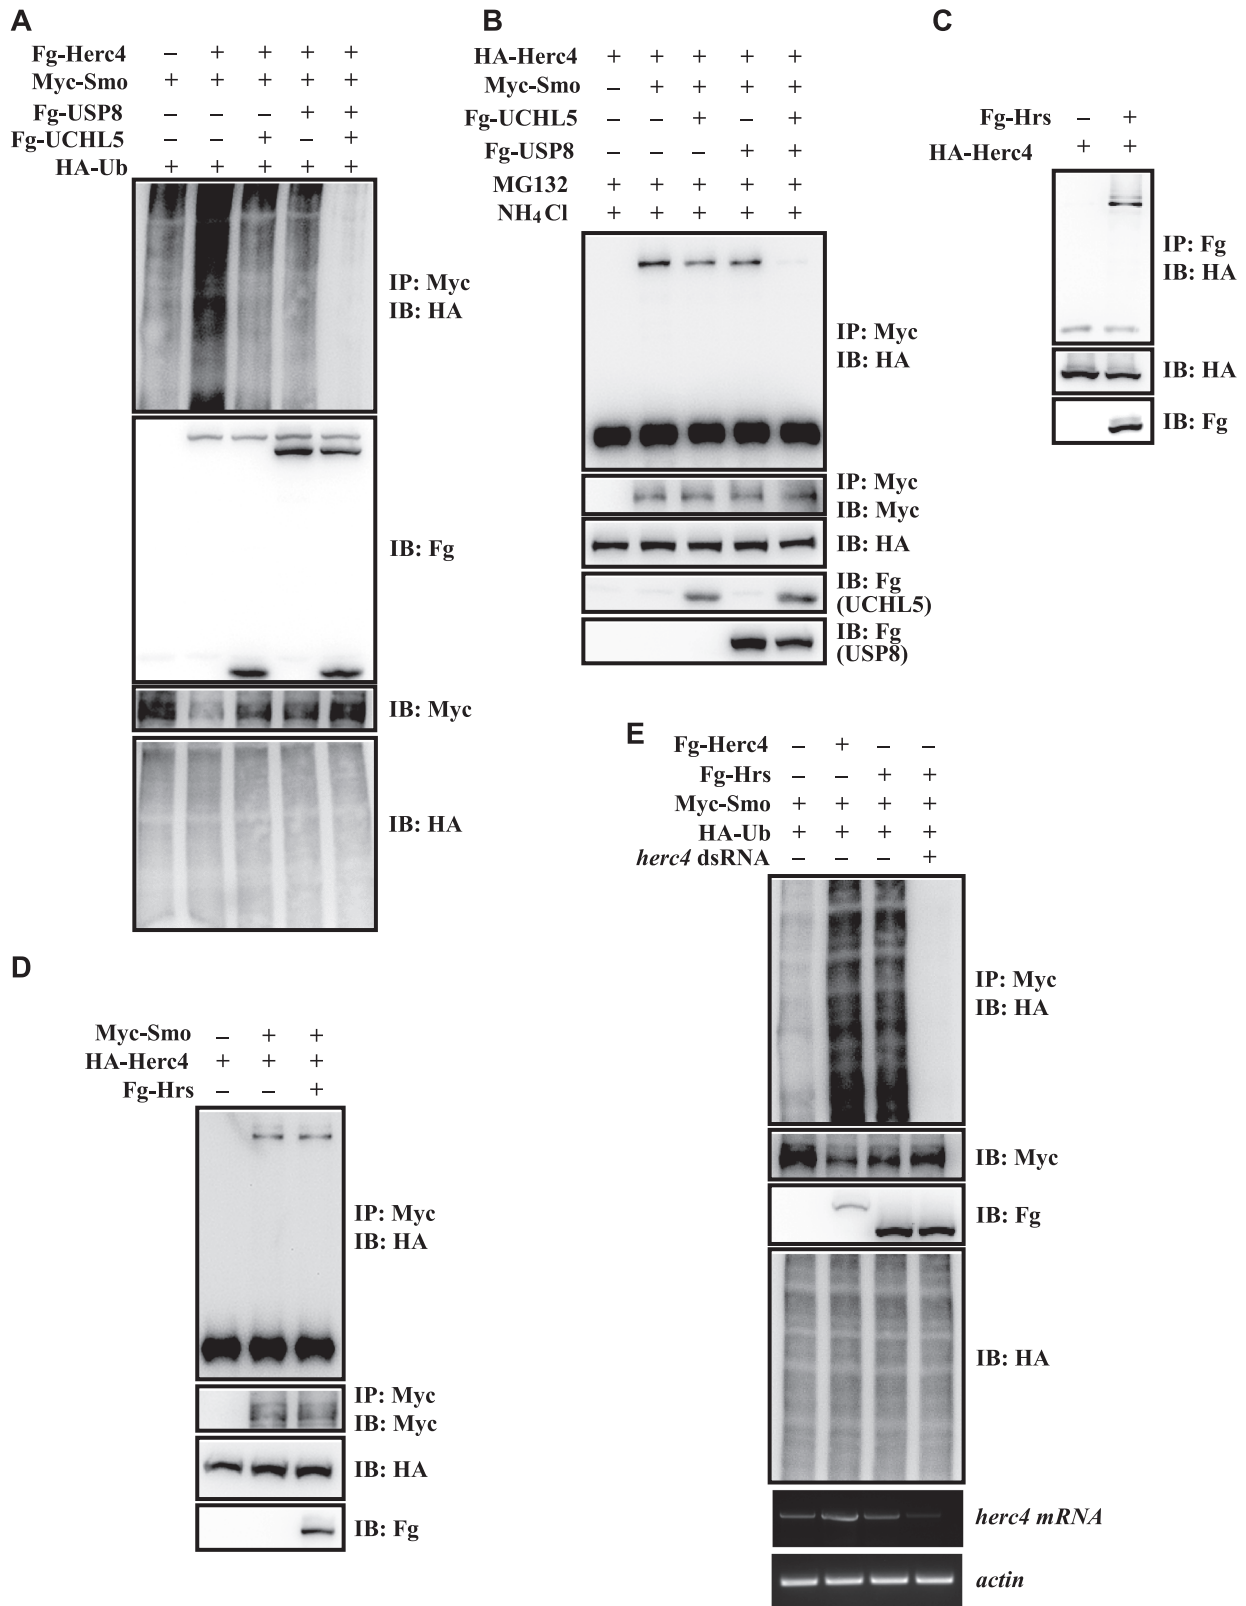 A
Fg-Herc4 – + + + +
Myc-Smo + + + + +
Fg-USP8 – – – + +
Fg-UCHL5 – – + – +
HA-Ub + + + + +
IP: Myc
IB: HA
IB: Fg
IB: Myc
IB: HA
B
HA-Herc4 + + + + +
Myc-Smo – + + + +
Fg-UCHL5 – – + – +
Fg-USP8 – – – + +
MG132 + + + + +
NH4Cl + + + + +
IP: Myc
IB: HA
IP: Myc
IB: Myc
IB: HA
IB: Fg
(UCHL5)
IB: Fg
(USP8)
C
Fg-Hrs – +
HA-Herc4 + +
IP: Fg
IB: HA
IB: HA
IB: Fg
D
Myc-Smo – + +
HA-Herc4 + + +
Fg-Hrs – – +
IP: Myc
IB: HA
IP: Myc
IB: Myc
IB: HA
IB: Fg
E
Fg-Herc4 – + – –
Fg-Hrs – – + +
Myc-Smo + + + +
HA-Ub + + + +
herc4 dsRNA – – – +
IP: Myc
IB: HA
IB: Myc
IB: Fg
IB: HA
herc4 mRNA
actin